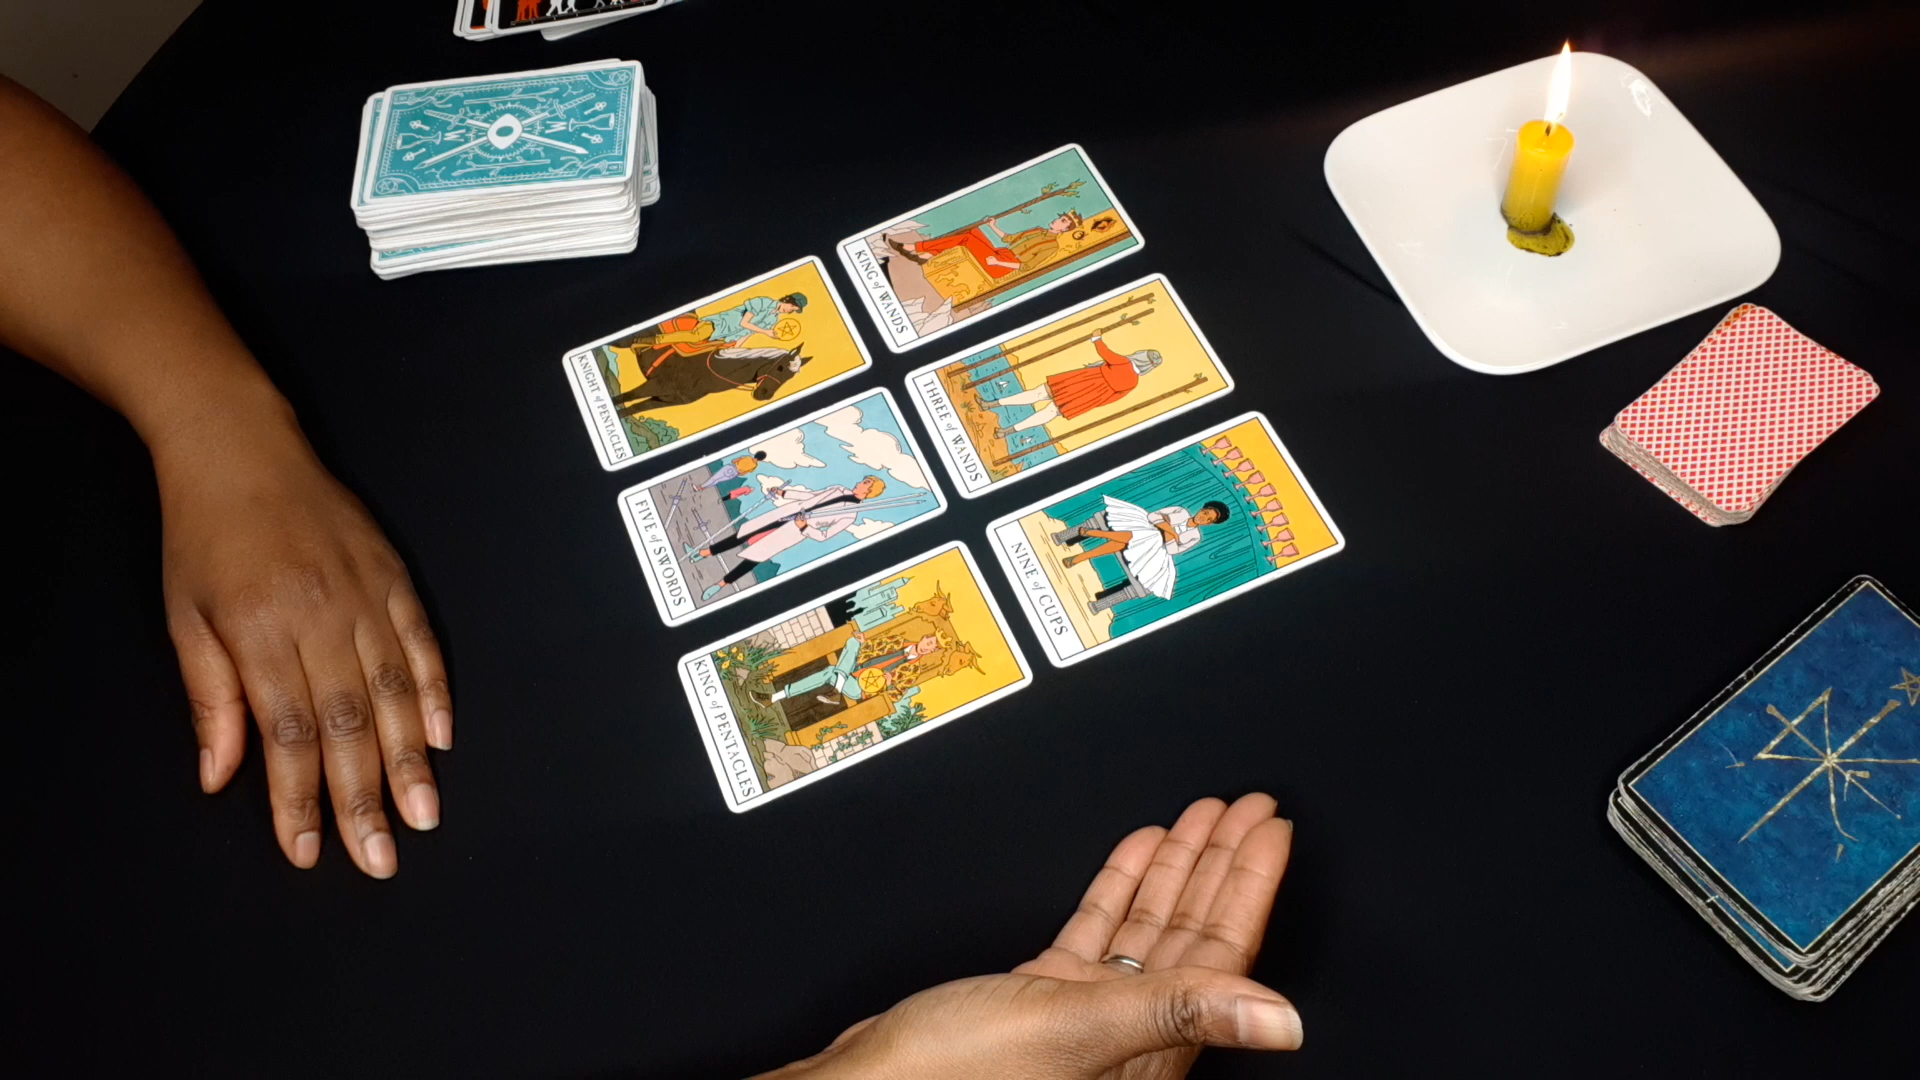 KING of WANDS
KNIGHT of PENTACLES
THREE of WANDS
FIVE of SWORDS
NINE of CUPS
KING of PENTACLES